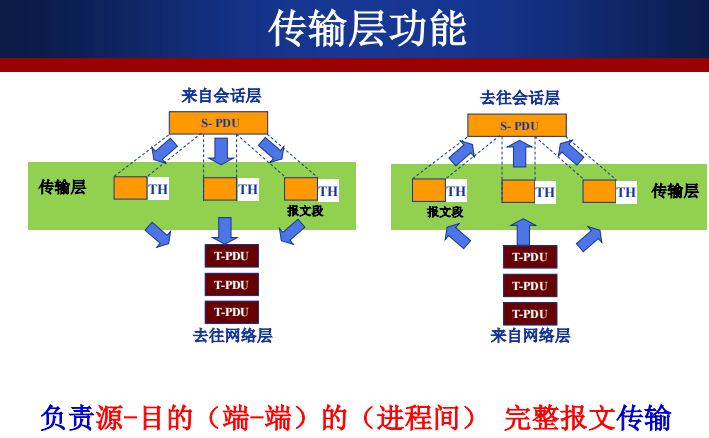 传输层功能
来自会话层
S- PDU
传输层
TH
TH
TH
报文段
T-PDU
T-PDU
T-PDU
去往网络层
去往会话层
S- PDU
TH
TH
TH
传输层
报文段
T-PDU
T-PDU
T-PDU
来自网络层
负责源-目的（端-端）的（进程间） 完整报文传输